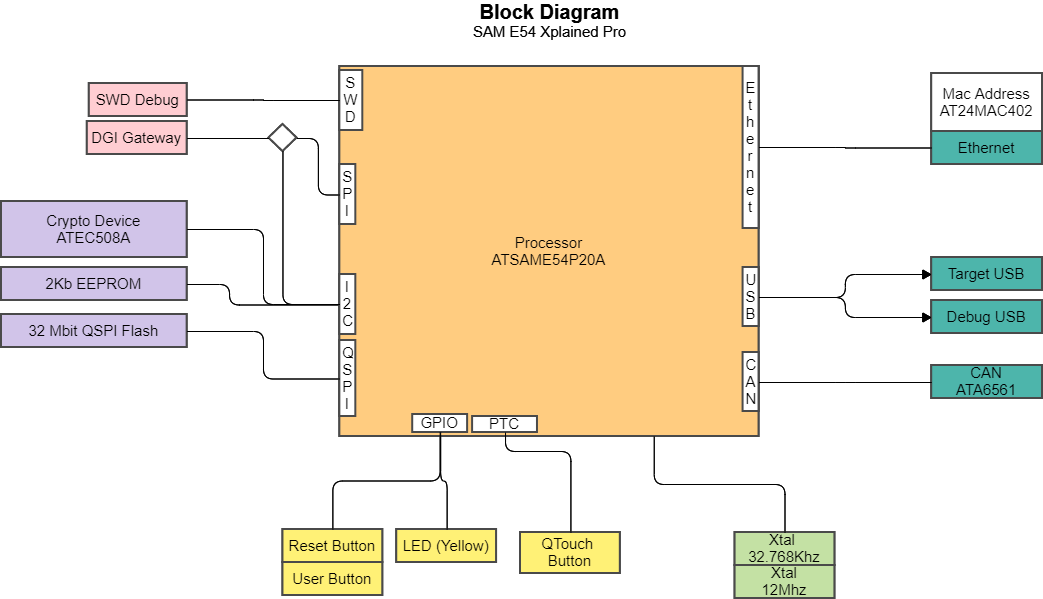 Block Diagram
SAM E54 Xplained Pro
SWD Debug
DGI Gateway
Crypto Device
ATEC508A
2Kb EEPROM
32 Mbit QSPI Flash
SWD
SPI
I2C
QSPI
Processor
ATSAME54P20A
GPIO
PTC
Ethernet
USB
CAN
Mac Address
AT24MAC402
Ethernet
Target USB
Debug USB
CAN
ATA6561
Reset Button
User Button
LED (Yellow)
QTouch
Button
Xtal
32.768Khz
Xtal
12Mhz